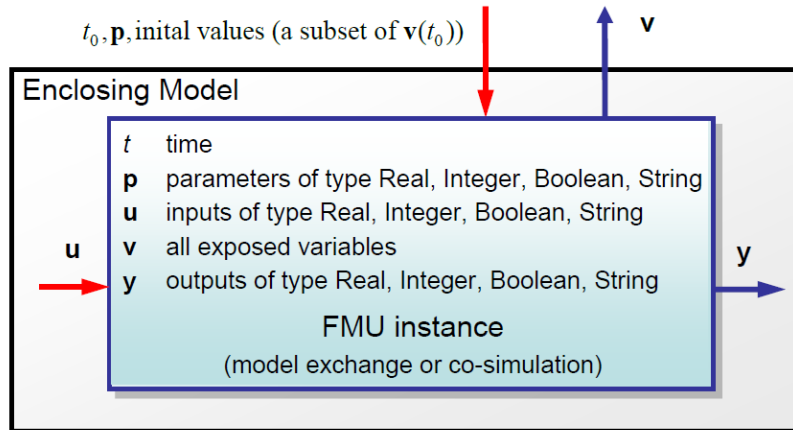 t₀, p, inital values (a subset of v(t₀))
v
Enclosing Model
t time
p parameters of type Real, Integer, Boolean, String
u inputs of type Real, Integer, Boolean, String
v all exposed variables
u
y
y outputs of type Real, Integer, Boolean, String
FMU instance
(model exchange or co-simulation)